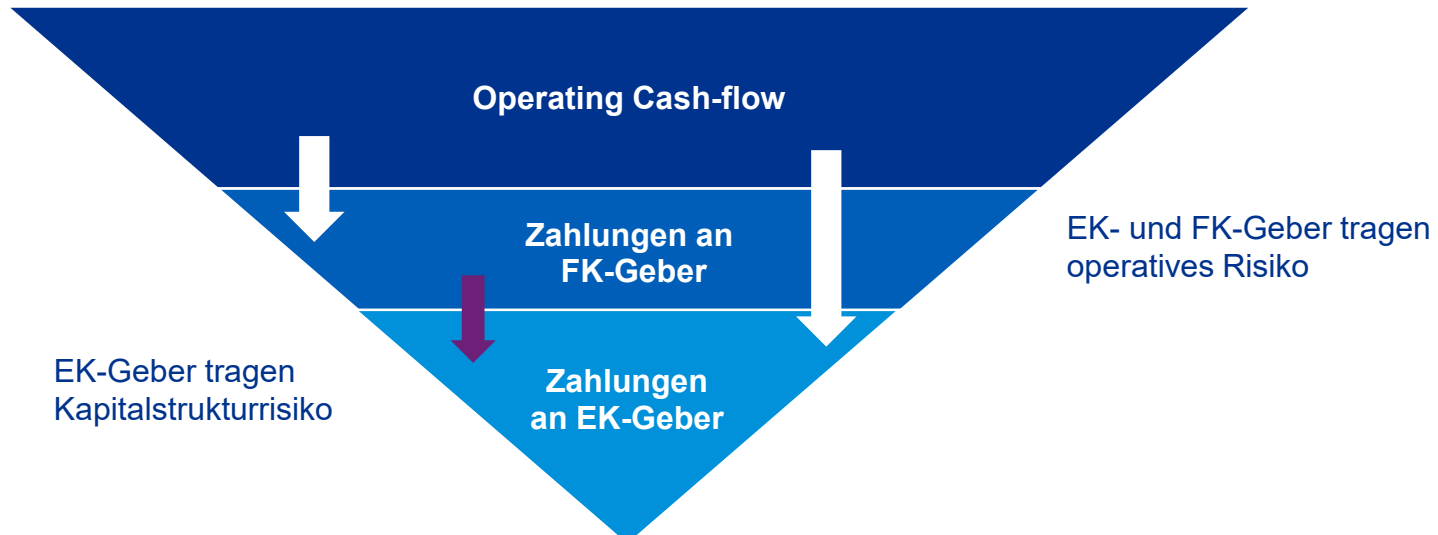 Operating Cash-flow
Zahlungen an
FK-Geber
EK- und FK-Geber tragen
operatives Risiko
EK-Geber tragen
Kapitalstrukturrisiko
Zahlungen
an EK-Geber